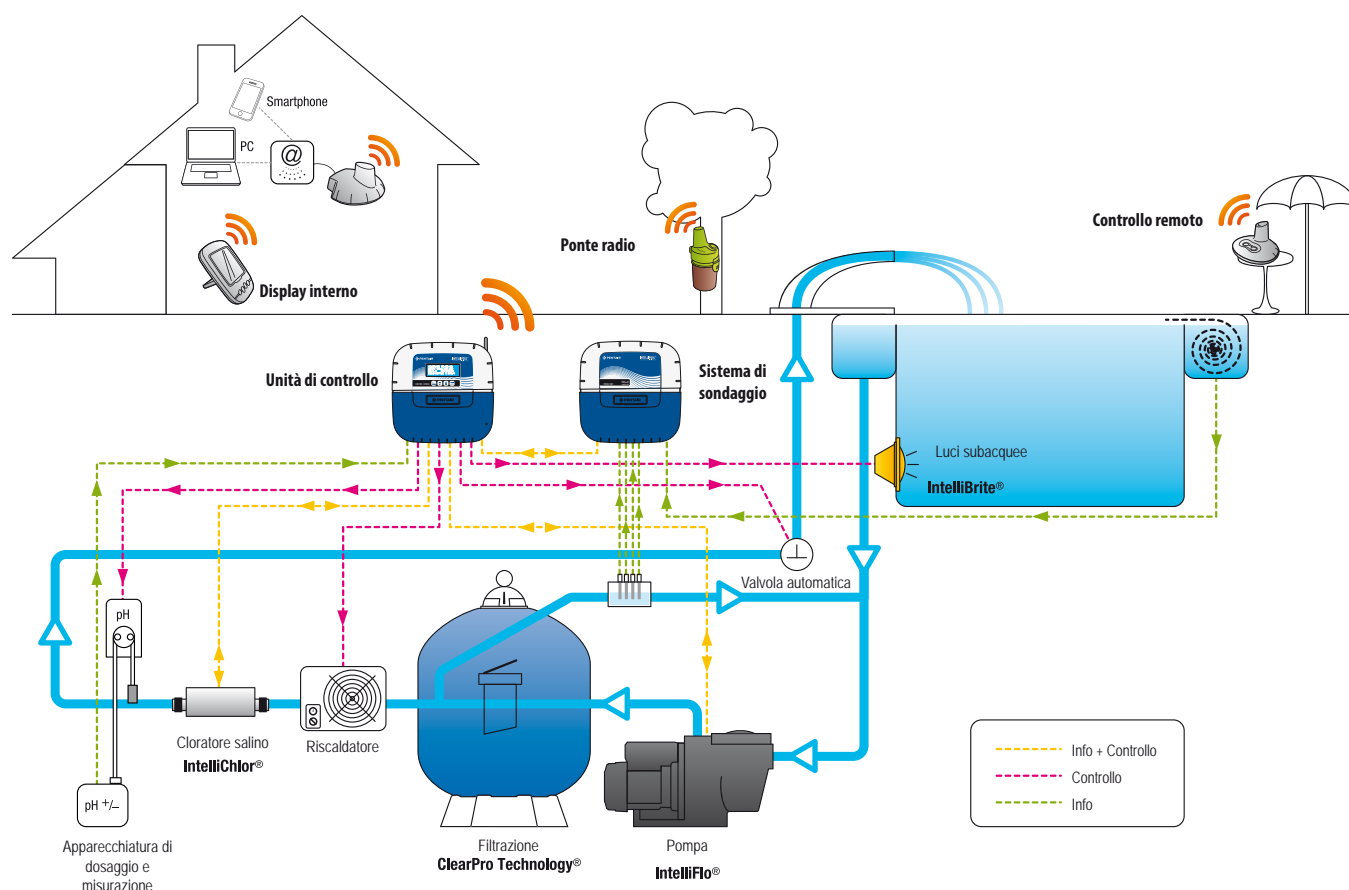 Smartphone
PC
@
Display interno
Ponte radio
Controllo remoto
Unità di controllo
PENTAIR
PENTAIR
Sistema di
sondaggio
Luci subacquee
IntelliBrite®
Valvola automatica
pH
Cloratore salino
IntelliChlor®
Riscaldatore
pH +/–
Apparecchiatura di
dosaggio e
misurazione
Filtrazione
ClearPro Technology®
Pompa
IntelliFlo®
Info + Controllo
Controllo
Info